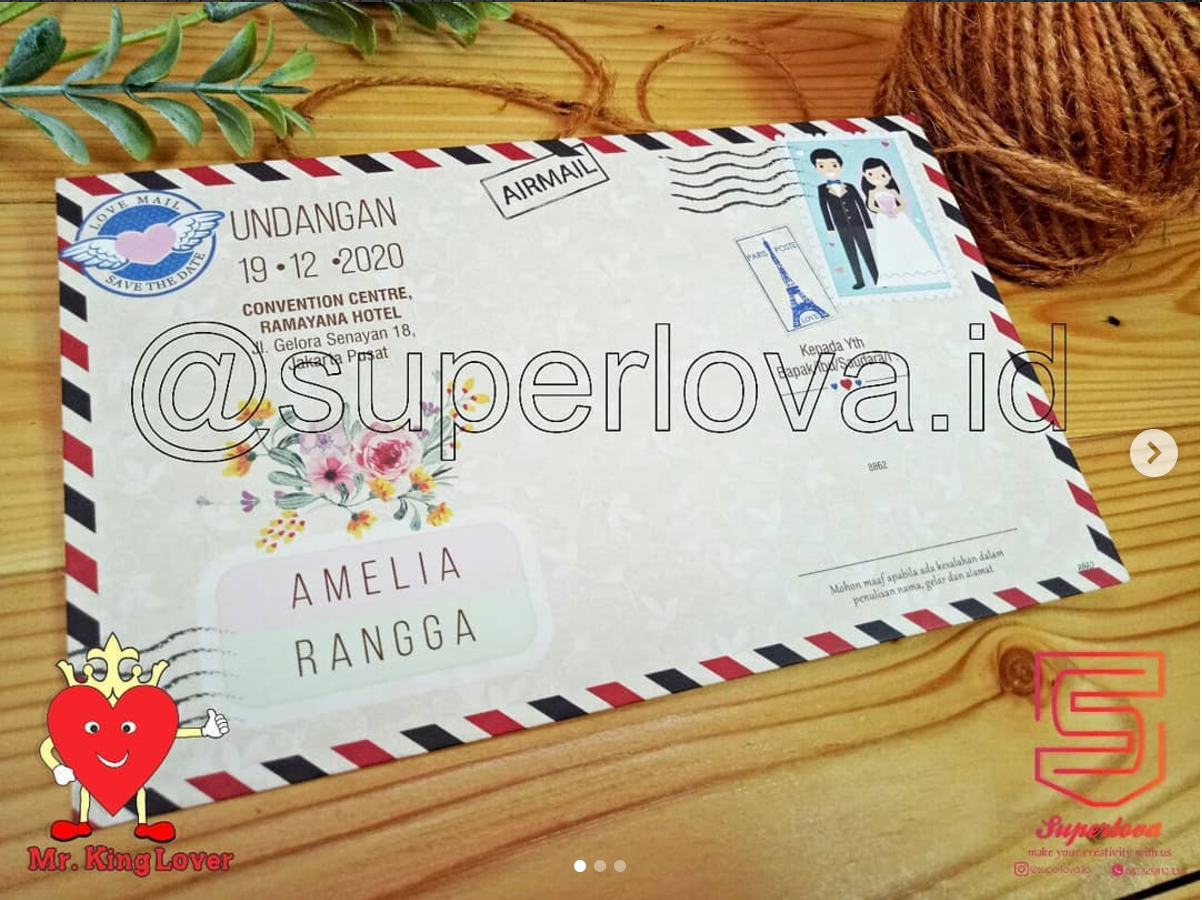 LOVE MAIL
SAVE THE DATE
UNDANGAN
19 • 12 • 2020
CONVENTION CENTRE,
RAMAYANA HOTEL
Jl. Gelora Senayan 18,
Jakarta Pusat
AIRMAIL
PARIS POSTE
LOVE
Kepada Yth
Bapak/Ibu/Saudara/i
@superlova.id
8862
AMELIA
RANGGA
Mohon maaf apabila ada kesalahan dalam
penulisan nama, gelar dan alamat
8862
Mr. King Lover
Superlova
make your creativity with us
@superlova.id